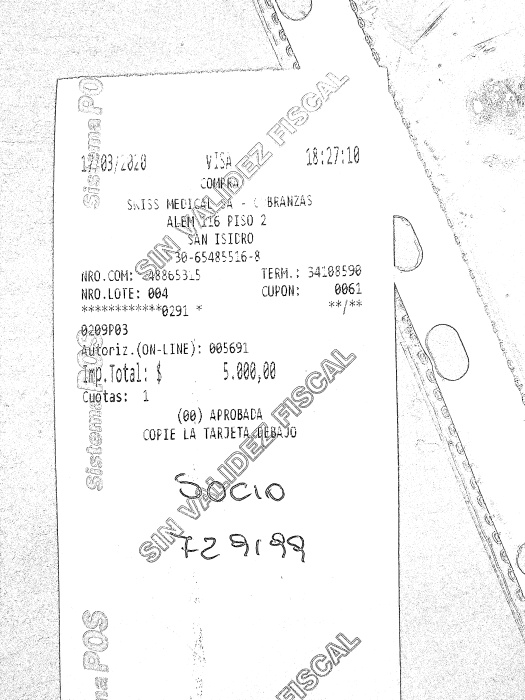 17/03/2020 VISA 18:27:10
COMPRA
SWISS MEDICAL SA - C BRANZAS
ALEM 116 PISO 2
SAN ISIDRO
30-65485516-8
NRO.COM: 48865315 TERM.: 34108590
NRO.LOTE: 004 CUPON: 0061
************0291 * **/**
0209P03
Autoriz.(ON-LINE): 005691
Imp.Total: $ 5.000,00
Cuotas: 1
(00) APROBADA
COPIE LA TARJETA DEBAJO
SOCIO
729199
Sistema POS
SIN VALIDEZ FISCAL
Sistema POS
SIN VALIDEZ FISCAL
ma POS
FISCAL